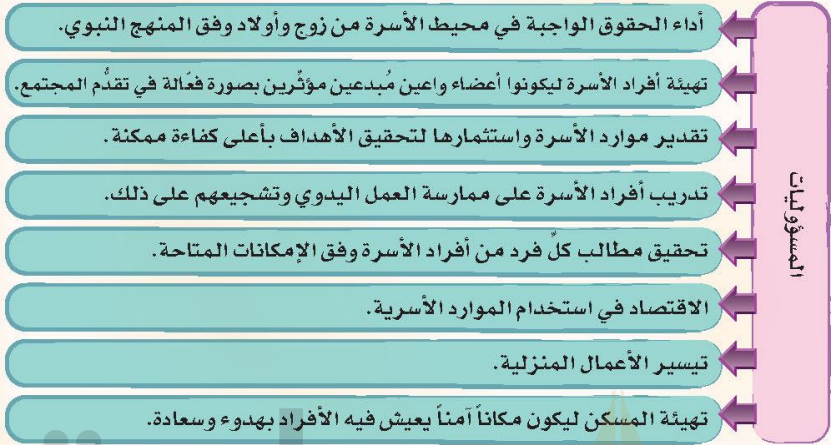 المسؤوليات
أداء الحقوق الواجبة في محيط الأسرة من زوج وأولاد وفق المنهج النبوي.
تهيئة أفراد الأسرة ليكونوا أعضاء واعين مُبدعين مؤثِّرين بصورة فعّالة في تقدُّم المجتمع.
تقدير موارد الأسرة واستثمارها لتحقيق الأهداف بأعلى كفاءة ممكنة.
تدريب أفراد الأسرة على ممارسة العمل اليدوي وتشجيعهم على ذلك.
تحقيق مطالب كلّ فرد من أفراد الأسرة وفق الإمكانات المتاحة.
الاقتصاد في استخدام الموارد الأسرية.
تيسير الأعمال المنزلية.
تهيئة المسكن ليكون مكاناً آمناً يعيش فيه الأفراد بهدوء وسعادة.